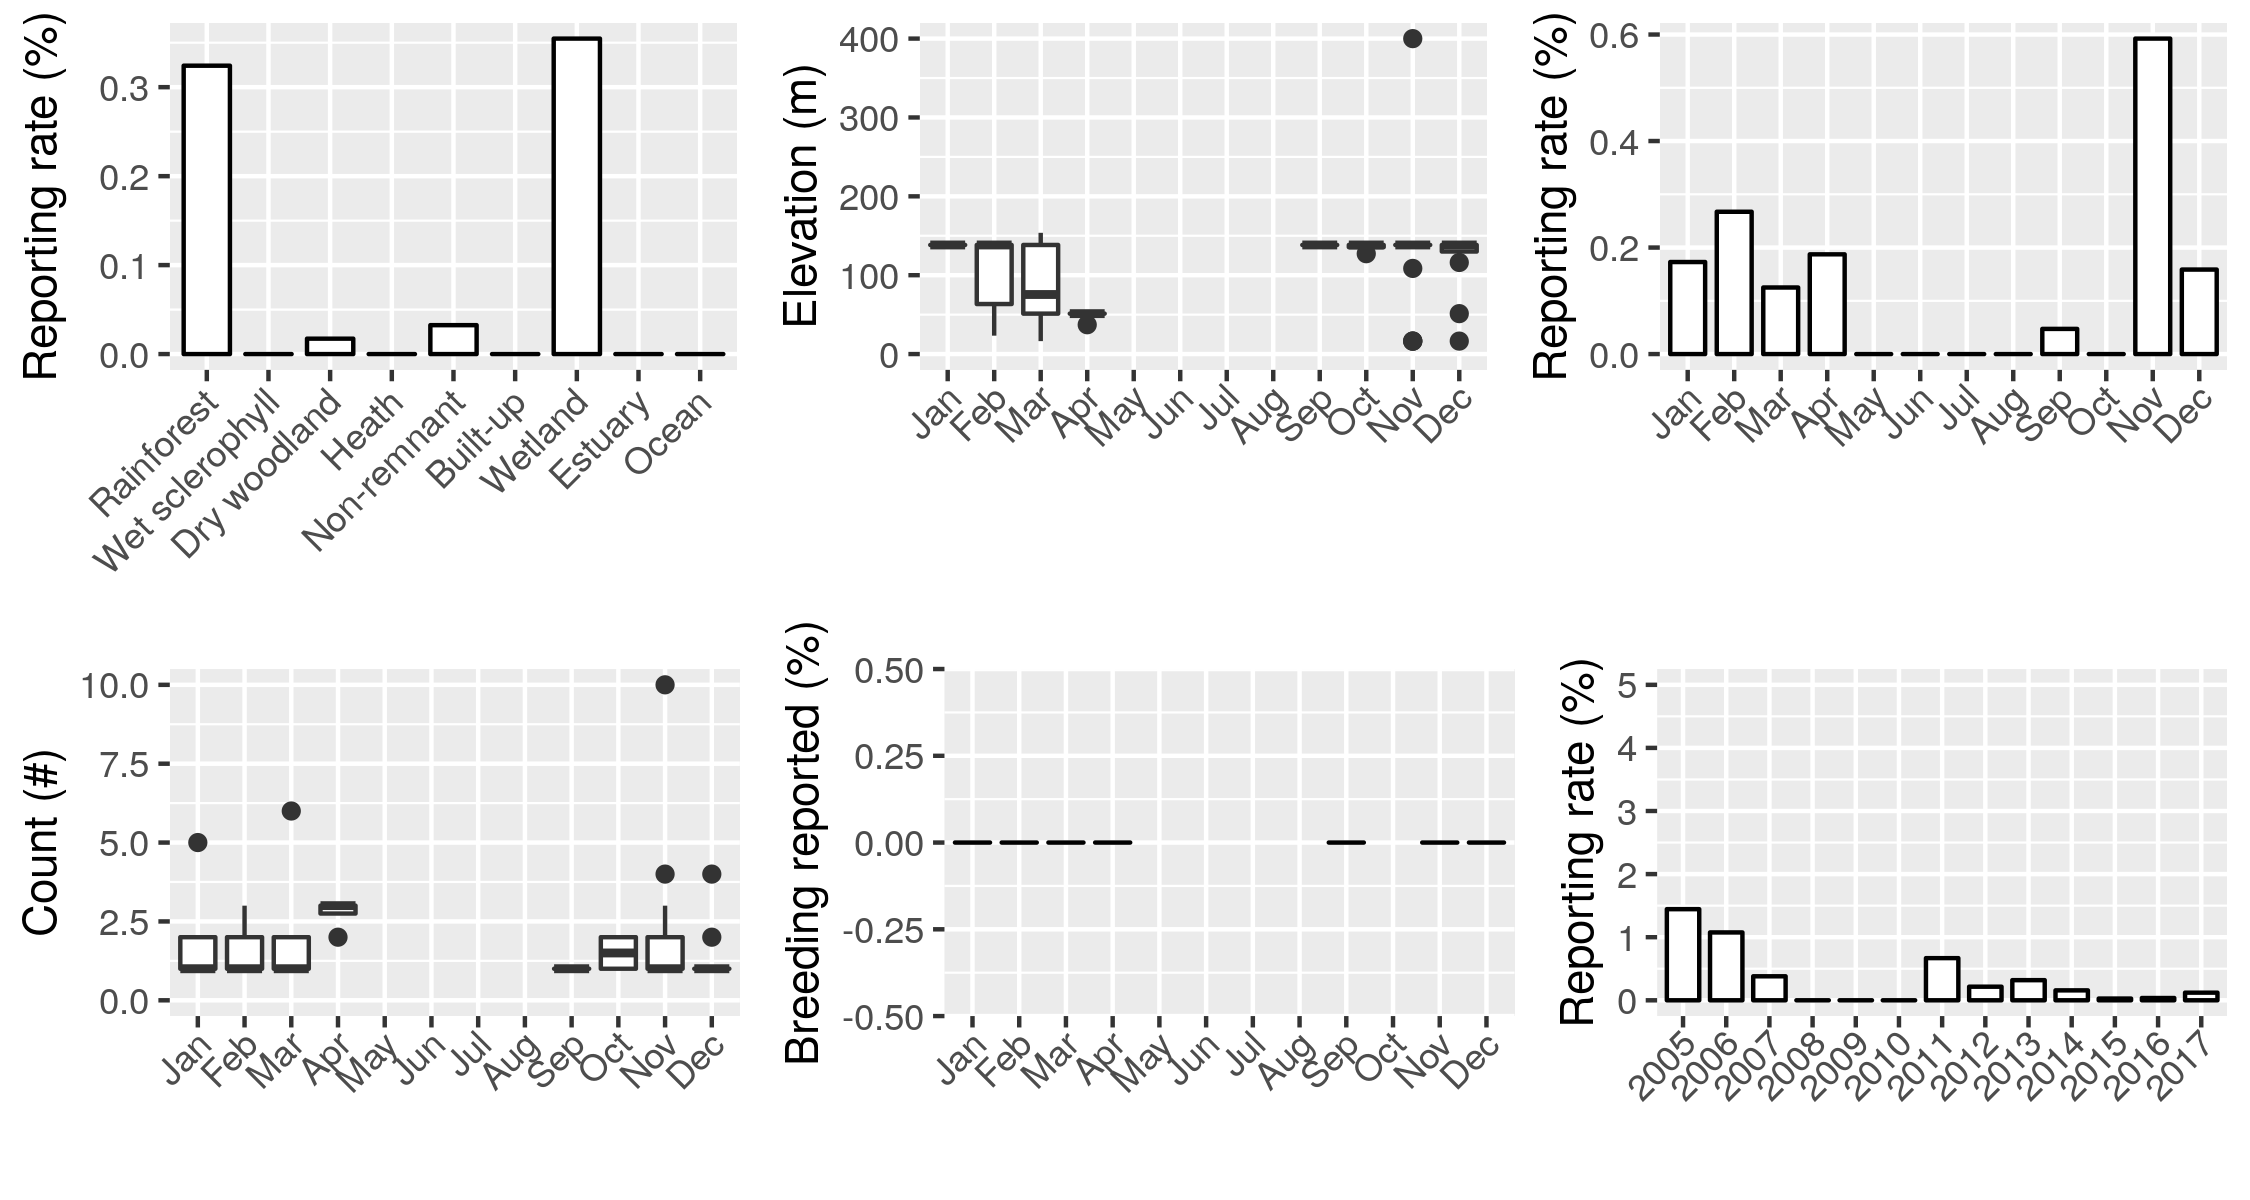 Reporting rate (%)
0.3
0.2
0.1
0.0
Rainforest
Wet sclerophyll
Dry woodland
Heath
Non-remnant
Built-up
Wetland
Estuary
Ocean
Elevation (m)
400
300
200
100
0
Jan
Feb
Mar
Apr
May
Jun
Jul
Aug
Sep
Oct
Nov
Dec
Reporting rate (%)
0.6
0.4
0.2
0.0
Jan
Feb
Mar
Apr
May
Jun
Jul
Aug
Sep
Oct
Nov
Dec
Count (#)
10.0
7.5
5.0
2.5
0.0
Jan
Feb
Mar
Apr
May
Jun
Jul
Aug
Sep
Oct
Nov
Dec
Breeding reported (%)
0.50
0.25
0.00
-0.25
-0.50
Jan
Feb
Mar
Apr
May
Jun
Jul
Aug
Sep
Oct
Nov
Dec
Reporting rate (%)
5
4
3
2
1
0
2005
2006
2007
2008
2009
2010
2011
2012
2013
2014
2015
2016
2017